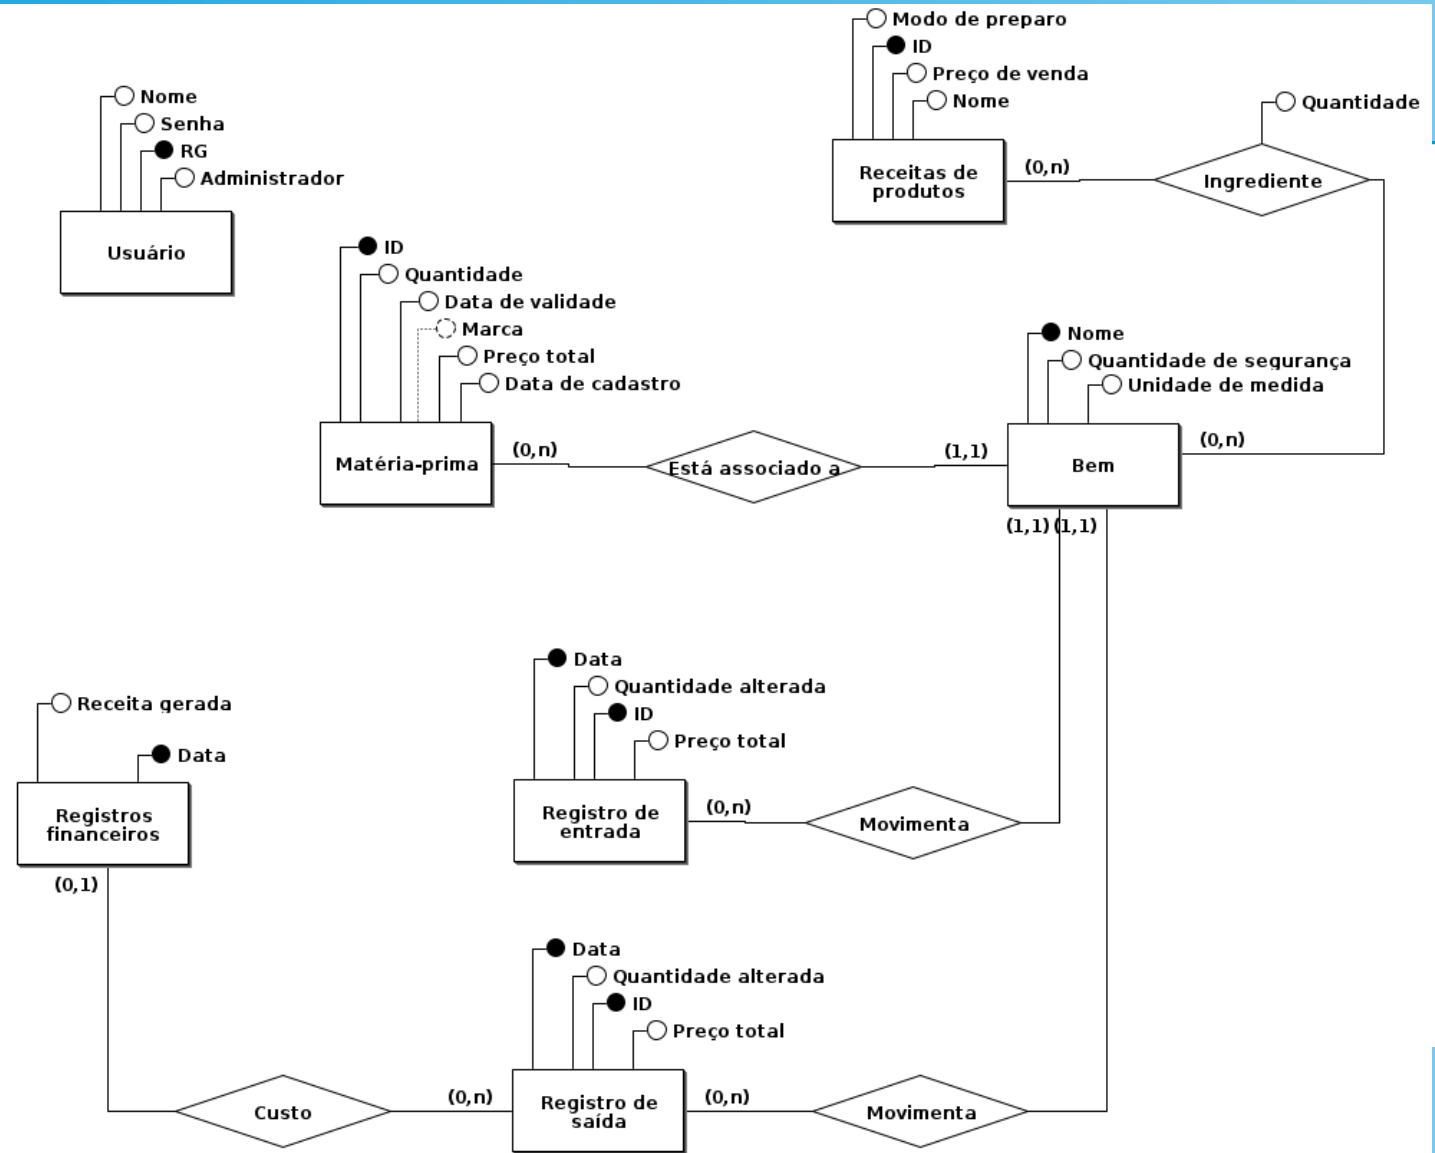 Modo de preparo
ID
Preço de venda
Nome
Receitas de
produtos
(0,n)
Ingrediente
Quantidade
Nome
Senha
RG
Administrador
Usuário
ID
Quantidade
Data de validade
Marca
Preço total
Data de cadastro
Matéria-prima
(0,n)
Está associado a
(1,1)
Nome
Quantidade de segurança
Unidade de medida
Bem
(0,n)
(1,1)
(1,1)
Data
Quantidade alterada
ID
Preço total
Registro de
entrada
(0,n)
Movimenta
Receita gerada
Data
Registros
financeiros
(0,1)
Data
Quantidade alterada
ID
Preço total
Custo
(0,n)
Registro de
saída
(0,n)
Movimenta